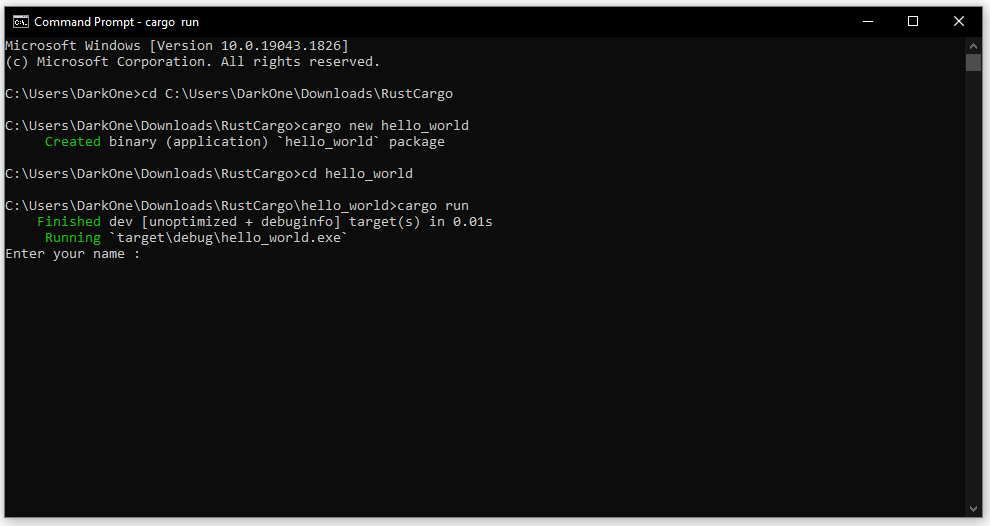 Command Prompt - cargo  run
Microsoft Windows [Version 10.0.19043.1826]
(c) Microsoft Corporation. All rights reserved.
C:\Users\DarkOne>cd C:\Users\DarkOne\Downloads\RustCargo
C:\Users\DarkOne\Downloads\RustCargo>cargo new hello_world
     Created binary (application) `hello_world` package
C:\Users\DarkOne\Downloads\RustCargo>cd hello_world
C:\Users\DarkOne\Downloads\RustCargo\hello_world>cargo run
    Finished dev [unoptimized + debuginfo] target(s) in 0.01s
     Running `target\debug\hello_world.exe`
Enter your name :